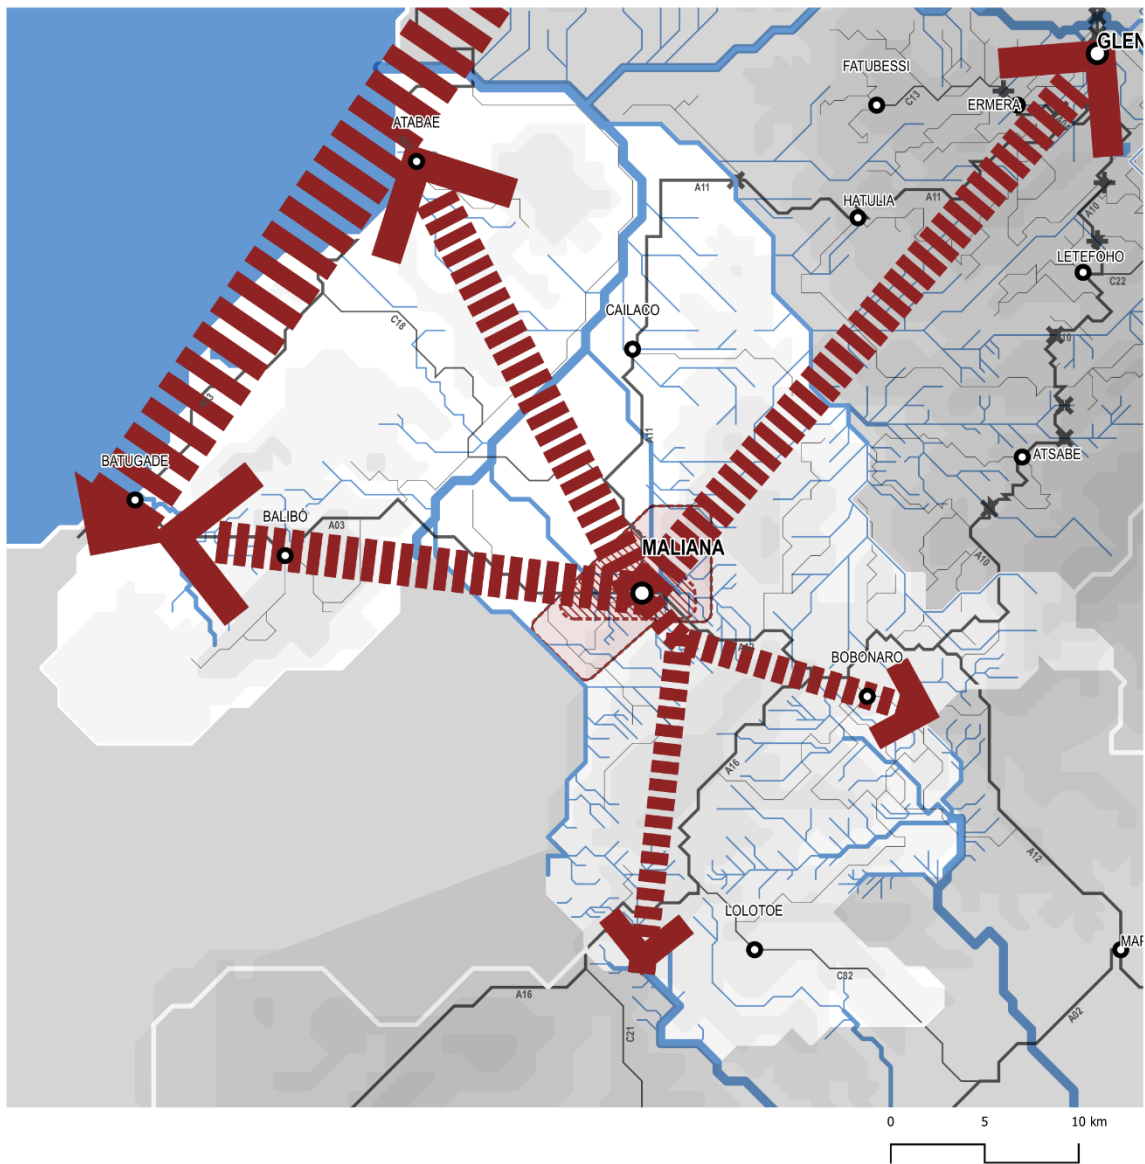 GLEN
FATUBESSI
C13
ERMERA
ATABAE
A11
HATULIA
A11
A10
LETEFOHO
C22
CAILACO
C18
A11
BATUGADE
BALIBÓ
A03
ATSABE
MALIANA
A10
BOBONARO
A16
A12
LOLOTOE
MAR
C32
A16
C21
A02
0
5
10 km